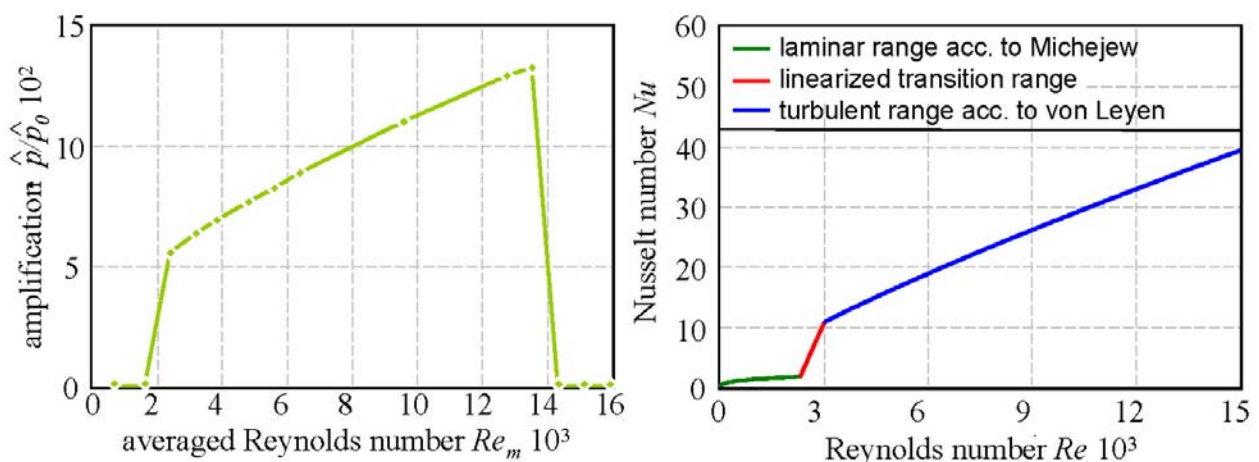 amplification p̂/p̂₀ 10²
15
10
5
0
0 2 4 6 8 10 12 14 16
averaged Reynolds number Reₘ 10³
Nusselt number Nu
60
50
40
30
20
10
0
laminar range acc. to Michejew
linearized transition range
turbulent range acc. to von Leyen
0 3 6 9 12 15
Reynolds number Re 10³